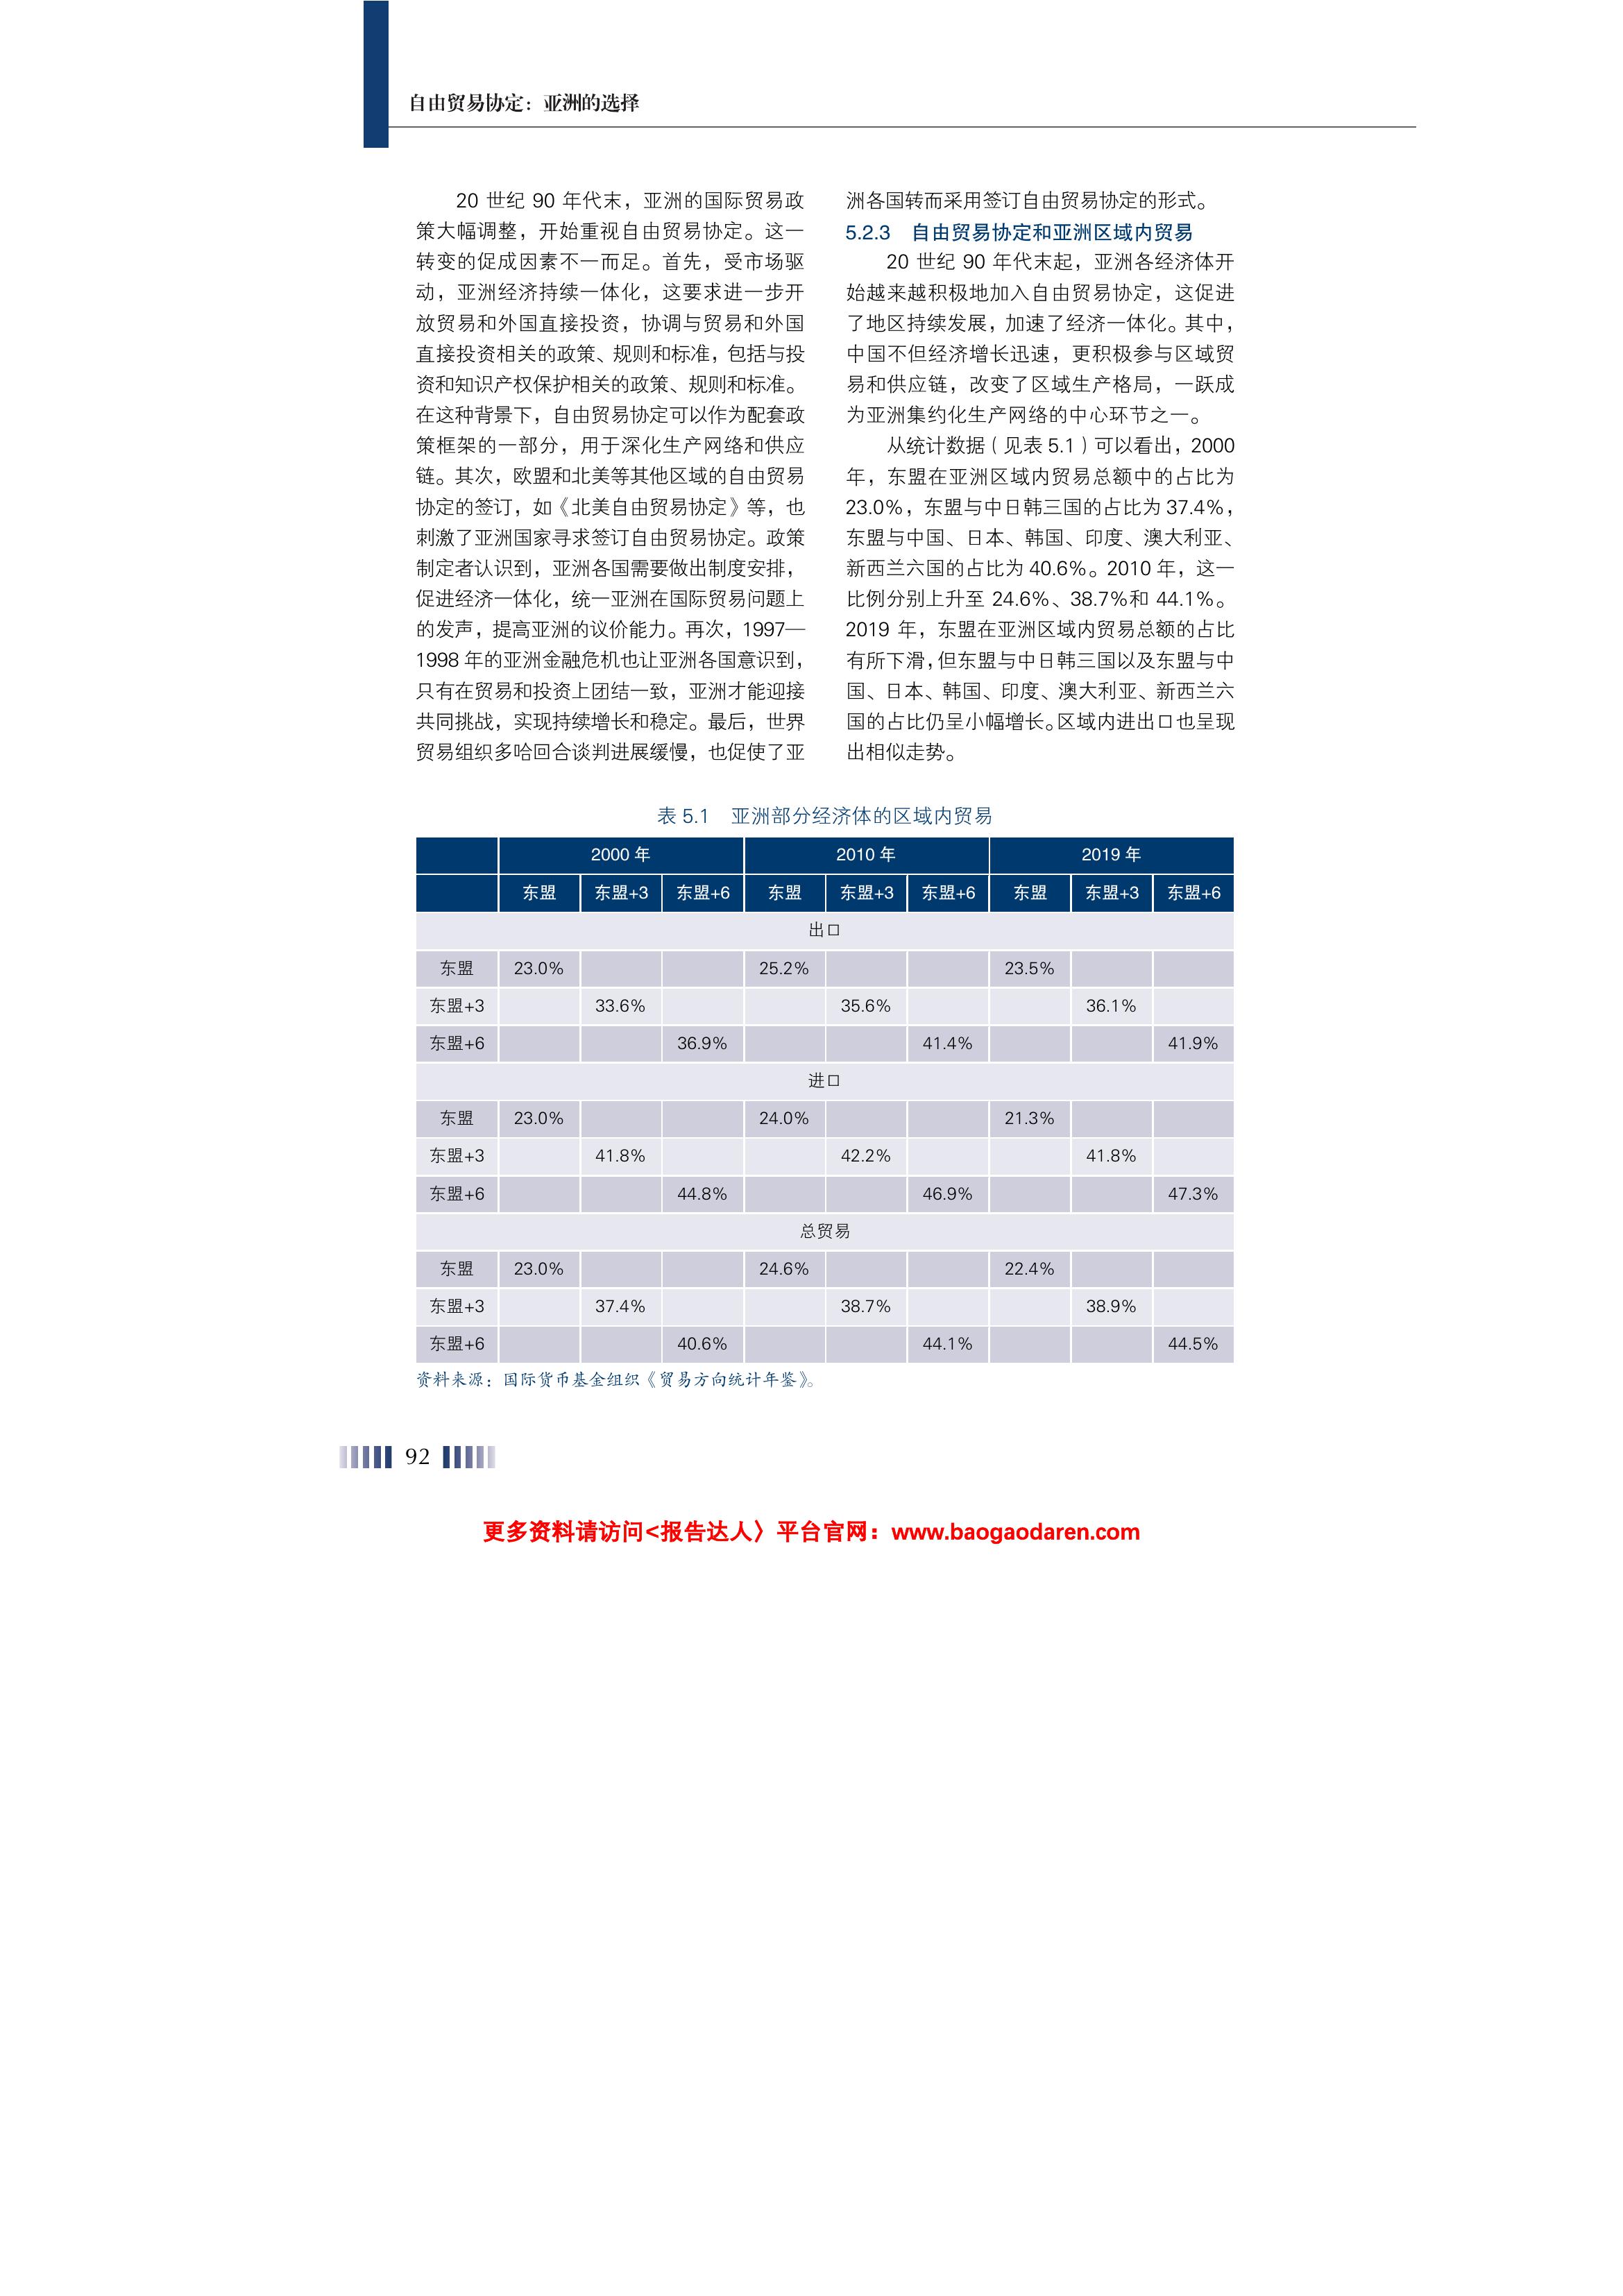 自由贸易协定：亚洲的选择
20 世纪 90 年代末，亚洲的国际贸易政
策大幅调整，开始重视自由贸易协定。这一
转变的促成因素不一而足。首先，受市场驱
动，亚洲经济持续一体化，这要求进一步开
放贸易和外国直接投资，协调与贸易和外国
直接投资相关的政策、规则和标准，包括与投
资和知识产权保护相关的政策、规则和标准。
在这种背景下，自由贸易协定可以作为配套政
策框架的一部分，用于深化生产网络和供应
链。其次，欧盟和北美等其他区域的自由贸易
协定的签订，如《北美自由贸易协定》等，也
刺激了亚洲国家寻求签订自由贸易协定。政策
制定者认识到，亚洲各国需要做出制度安排，
促进经济一体化，统一亚洲在国际贸易问题上
的发声，提高亚洲的议价能力。再次，1997—
1998 年的亚洲金融危机也让亚洲各国意识到，
只有在贸易和投资上团结一致，亚洲才能迎接
共同挑战，实现持续增长和稳定。最后，世界
贸易组织多哈回合谈判进展缓慢，也促使了亚
洲各国转而采用签订自由贸易协定的形式。
5.2.3 自由贸易协定和亚洲区域内贸易
20 世纪 90 年代末起，亚洲各经济体开
始越来越积极地加入自由贸易协定，这促进
了地区持续发展，加速了经济一体化。其中，
中国不但经济增长迅速，更积极参与区域贸
易和供应链，改变了区域生产格局，一跃成
为亚洲集约化生产网络的中心环节之一。
从统计数据（见表 5.1）可以看出，2000
年，东盟在亚洲区域内贸易总额中的占比为
23.0%，东盟与中日韩三国的占比为 37.4%，
东盟与中国、日本、韩国、印度、澳大利亚、
新西兰六国的占比为 40.6%。2010 年，这一
比例分别上升至 24.6%、38.7%和 44.1%。
2019 年，东盟在亚洲区域内贸易总额的占比
有所下滑，但东盟与中日韩三国以及东盟与中
国、日本、韩国、印度、澳大利亚、新西兰六
国的占比仍呈小幅增长。区域内进出口也呈现
出相似走势。
表 5.1 亚洲部分经济体的区域内贸易
2000 年 2010 年 2019 年
东盟 东盟+3 东盟+6 东盟 东盟+3 东盟+6 东盟 东盟+3 东盟+6
出口
东盟 23.0% 25.2% 23.5%
东盟+3 33.6% 35.6% 36.1%
东盟+6 36.9% 41.4% 41.9%
进口
东盟 23.0% 24.0% 21.3%
东盟+3 41.8% 42.2% 41.8%
东盟+6 44.8% 46.9% 47.3%
总贸易
东盟 23.0% 24.6% 22.4%
东盟+3 37.4% 38.7% 38.9%
东盟+6 40.6% 44.1% 44.5%
资料来源：国际货币基金组织《贸易方向统计年鉴》。
92
更多资料请访问<报告达人〉平台官网：www.baogaodaren.com